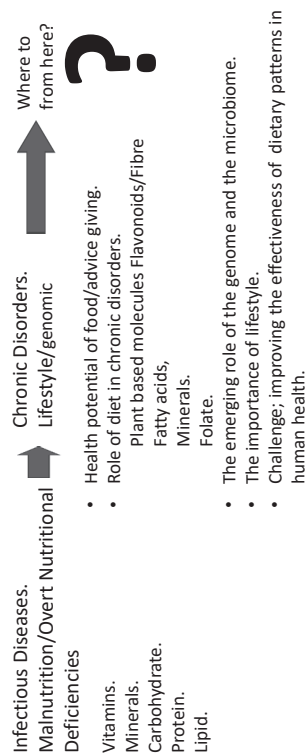 Infectious Diseases.
Malnutrition/Overt Nutritional
Deficiencies
Vitamins.
Minerals.
Carbohydrate.
Protein.
Lipid.
Chronic Disorders.
Lifestyle/genomic
Where to
from here?
?
• Health potential of food/advice giving.
• Role of diet in chronic disorders.
Plant based molecules Flavonoids/Fibre
Fatty acids,
Minerals.
Folate.
• The emerging role of the genome and the microbiome.
• The importance of lifestyle.
• Challenge; improving the effectiveness of dietary patterns in
human health.